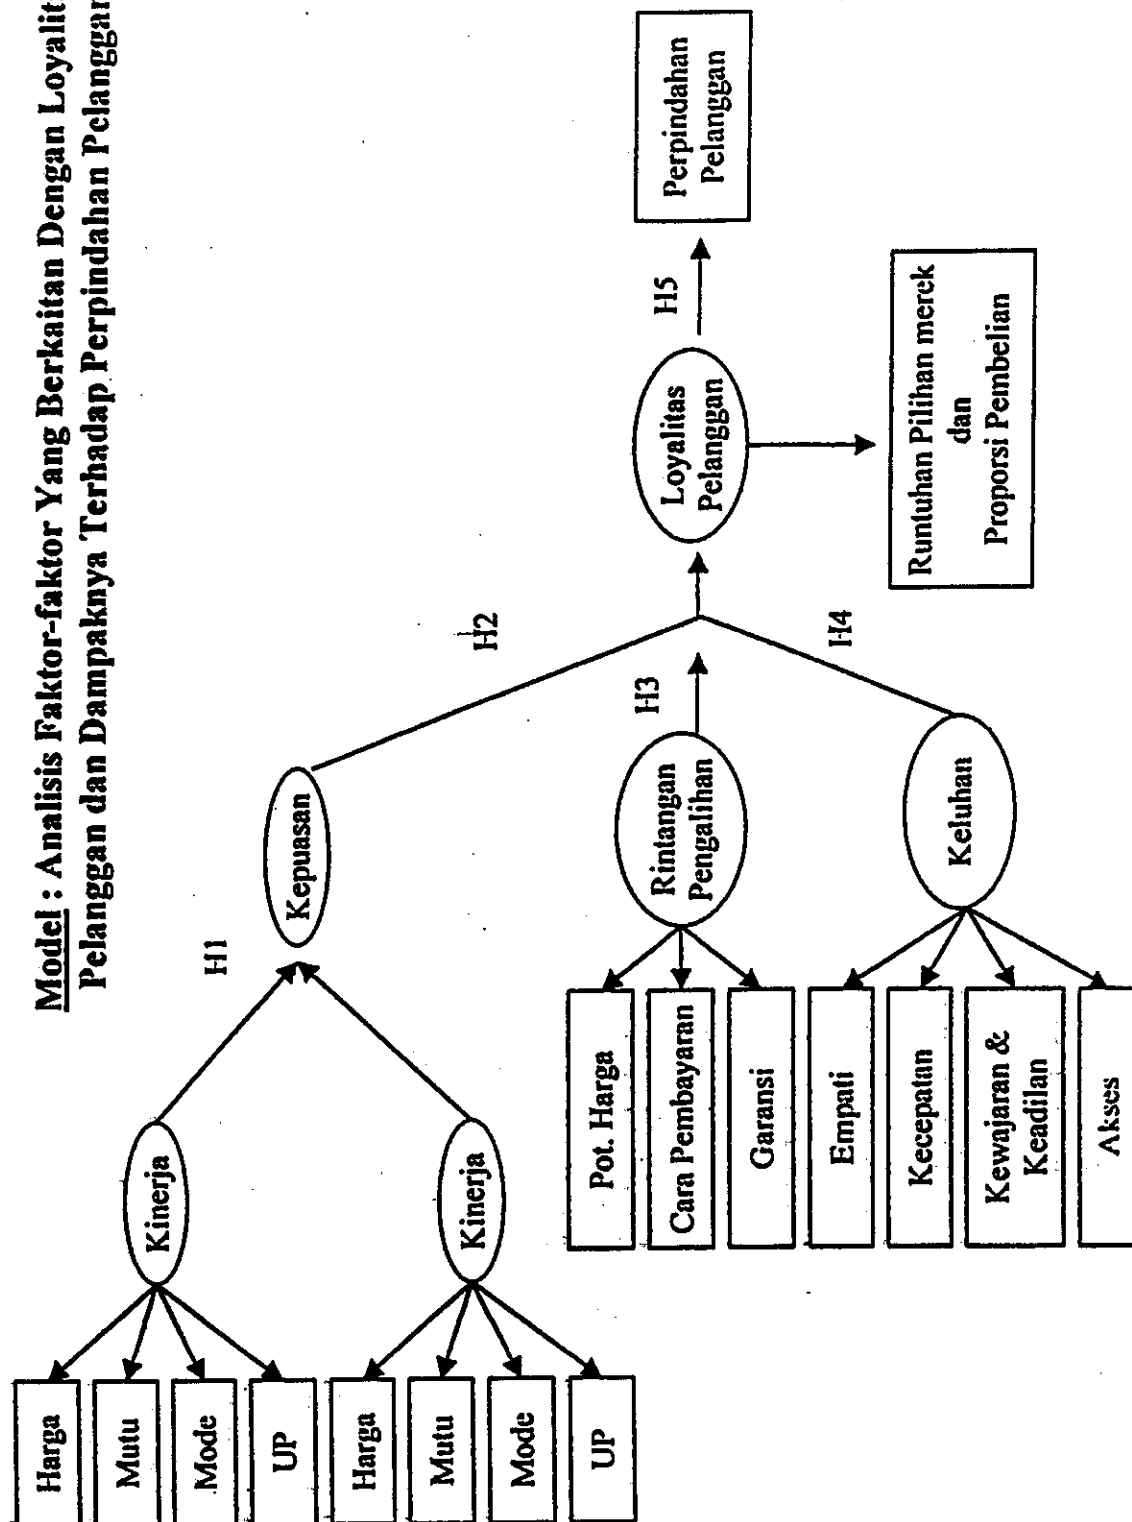 Model : Analisis Faktor-faktor Yang Berkaitan Dengan
Pelanggan dan Dampaknya Terhadap Perpindahan
Harga
Mutu
Mode
UP
Kinerja
Harga
Mutu
Mode
UP
Kinerja
H1
Kepuasan
H2
Pot. Harga
Cara Pembayaran
Garansi
Rintangan
Pengalihan
H3
Empati
Kecepatan
Kewajaran &
Keadilan
Akses
Keluhan
H4
Loyalitas
Pelanggan
H5
Perpindahan
Pelanggan
Runtuhan Pilihan merek
dan
Proporsi Pembelian